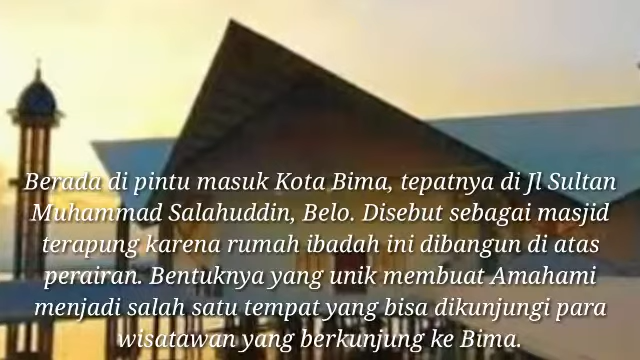 Berada di pintu masuk Kota Bima, tepatnya di Jl Sultan
Muhammad Salahuddin, Belo. Disebut sebagai masjid
terapung karena rumah ibadah ini dibangun di atas
perairan. Bentuknya yang unik membuat Amahami
menjadi salah satu tempat yang bisa dikunjungi para
wisatawan yang berkunjung ke Bima.